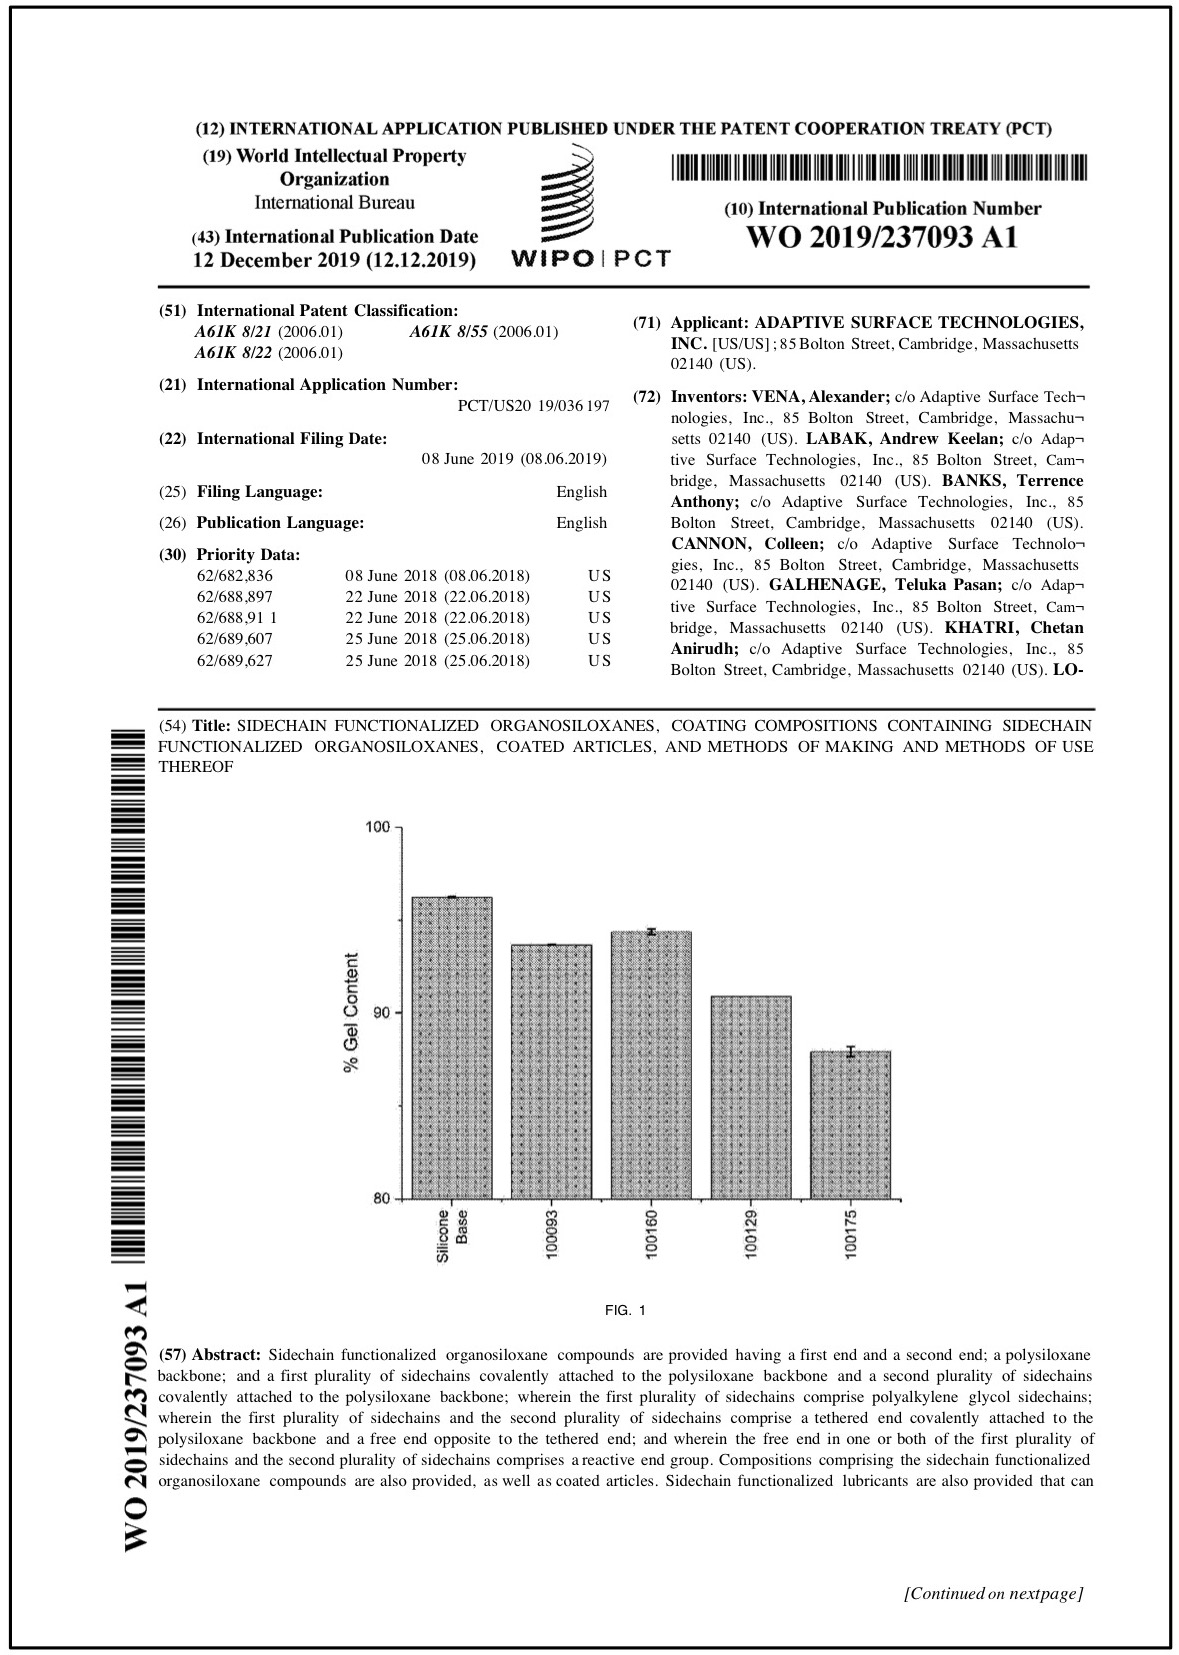 (12) INTERNATIONAL APPLICATION PUBLISHED UNDER THE PATENT COOPERATION TREATY (PCT)
(19) World Intellectual Property
Organization
International Bureau
(43) International Publication Date
12 December 2019 (12.12.2019)
WIPO | PCT
(10) International Publication Number
WO 2019/237093 A1
(51) International Patent Classification:
A61K 8/21 (2006.01) A61K 8/55 (2006.01)
A61K 8/22 (2006.01)
(21) International Application Number:
PCT/US20 19/036197
(22) International Filing Date:
08 June 2019 (08.06.2019)
(25) Filing Language: English
(26) Publication Language: English
(30) Priority Data:
62/682,836 08 June 2018 (08.06.2018) US
62/688,897 22 June 2018 (22.06.2018) US
62/688,91 1 22 June 2018 (22.06.2018) US
62/689,607 25 June 2018 (25.06.2018) US
62/689,627 25 June 2018 (25.06.2018) US
(71) Applicant: ADAPTIVE SURFACE TECHNOLOGIES,
INC. [US/US]; 85 Bolton Street, Cambridge, Massachusetts
02140 (US).
(72) Inventors: VENA, Alexander; c/o Adaptive Surface Tech¬
nologies, Inc., 85 Bolton Street, Cambridge, Massachu¬
setts 02140 (US). LABAK, Andrew Keelan; c/o Adap¬
tive Surface Technologies, Inc., 85 Bolton Street, Cam¬
bridge, Massachusetts 02140 (US). BANKS, Terrence
Anthony; c/o Adaptive Surface Technologies, Inc., 85
Bolton Street, Cambridge, Massachusetts 02140 (US).
CANNON, Colleen; c/o Adaptive Surface Technolo¬
gies, Inc., 85 Bolton Street, Cambridge, Massachusetts
02140 (US). GALHENAGE, Teluka Pasan; c/o Adap¬
tive Surface Technologies, Inc., 85 Bolton Street, Cam¬
bridge, Massachusetts 02140 (US). KHATRI, Chetan
Anirudh; c/o Adaptive Surface Technologies, Inc., 85
Bolton Street, Cambridge, Massachusetts 02140 (US). LO-
(54) Title: SIDECHAIN FUNCTIONALIZED ORGANOSILOXANES, COATING COMPOSITIONS CONTAINING SIDECHAIN
FUNCTIONALIZED ORGANOSILOXANES, COATED ARTICLES, AND METHODS OF MAKING AND METHODS OF USE
THEREOF
100
90
80
% Gel Content
Silicone
Base
100093
100160
100129
100175
FIG. 1
(57) Abstract: Sidechain functionalized organosiloxane compounds are provided having a first end and a second end; a polysiloxane
backbone; and a first plurality of sidechains covalently attached to the polysiloxane backbone and a second plurality of sidechains
covalently attached to the polysiloxane backbone; wherein the first plurality of sidechains comprise polyalkylene glycol sidechains;
wherein the first plurality of sidechains and the second plurality of sidechains comprise a tethered end covalently attached to the
polysiloxane backbone and a free end opposite to the tethered end; and wherein the free end in one or both of the first plurality of
sidechains and the second plurality of sidechains comprises a reactive end group. Compositions comprising the sidechain functionalized
organosiloxane compounds are also provided, as well as coated articles. Sidechain functionalized lubricants are also provided that can
WO 2019/237093 A1
[Continued on nextpage]